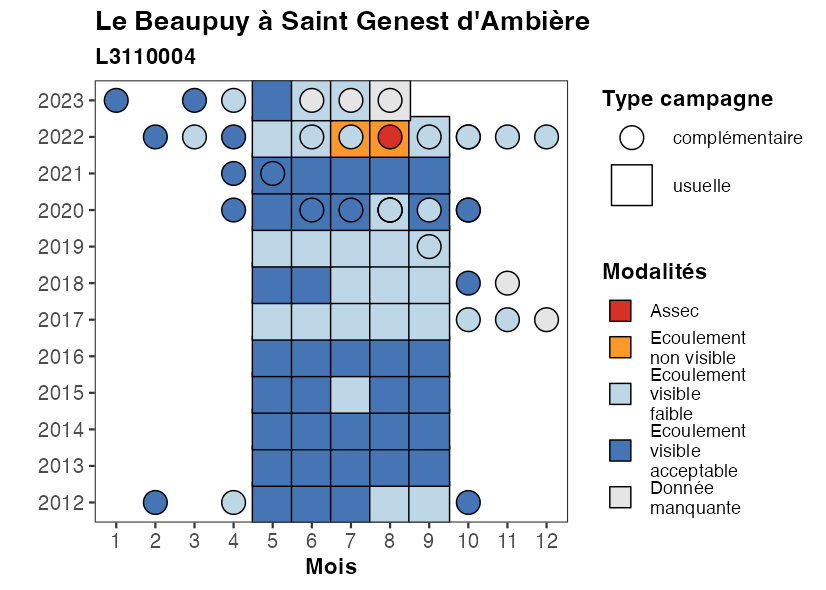 Le Beaupuy à Saint Genest d'Ambière
L3110004
2023
2022
2021
2020
2019
2018
2017
2016
2015
2014
2013
2012
1 2 3 4 5 6 7 8 9 10 11 12
Mois
Type campagne
complémentaire
usuelle
Modalités
Assec
Ecoulement
non visible
Ecoulement
visible
faible
Ecoulement
visible
acceptable
Donnée
manquante